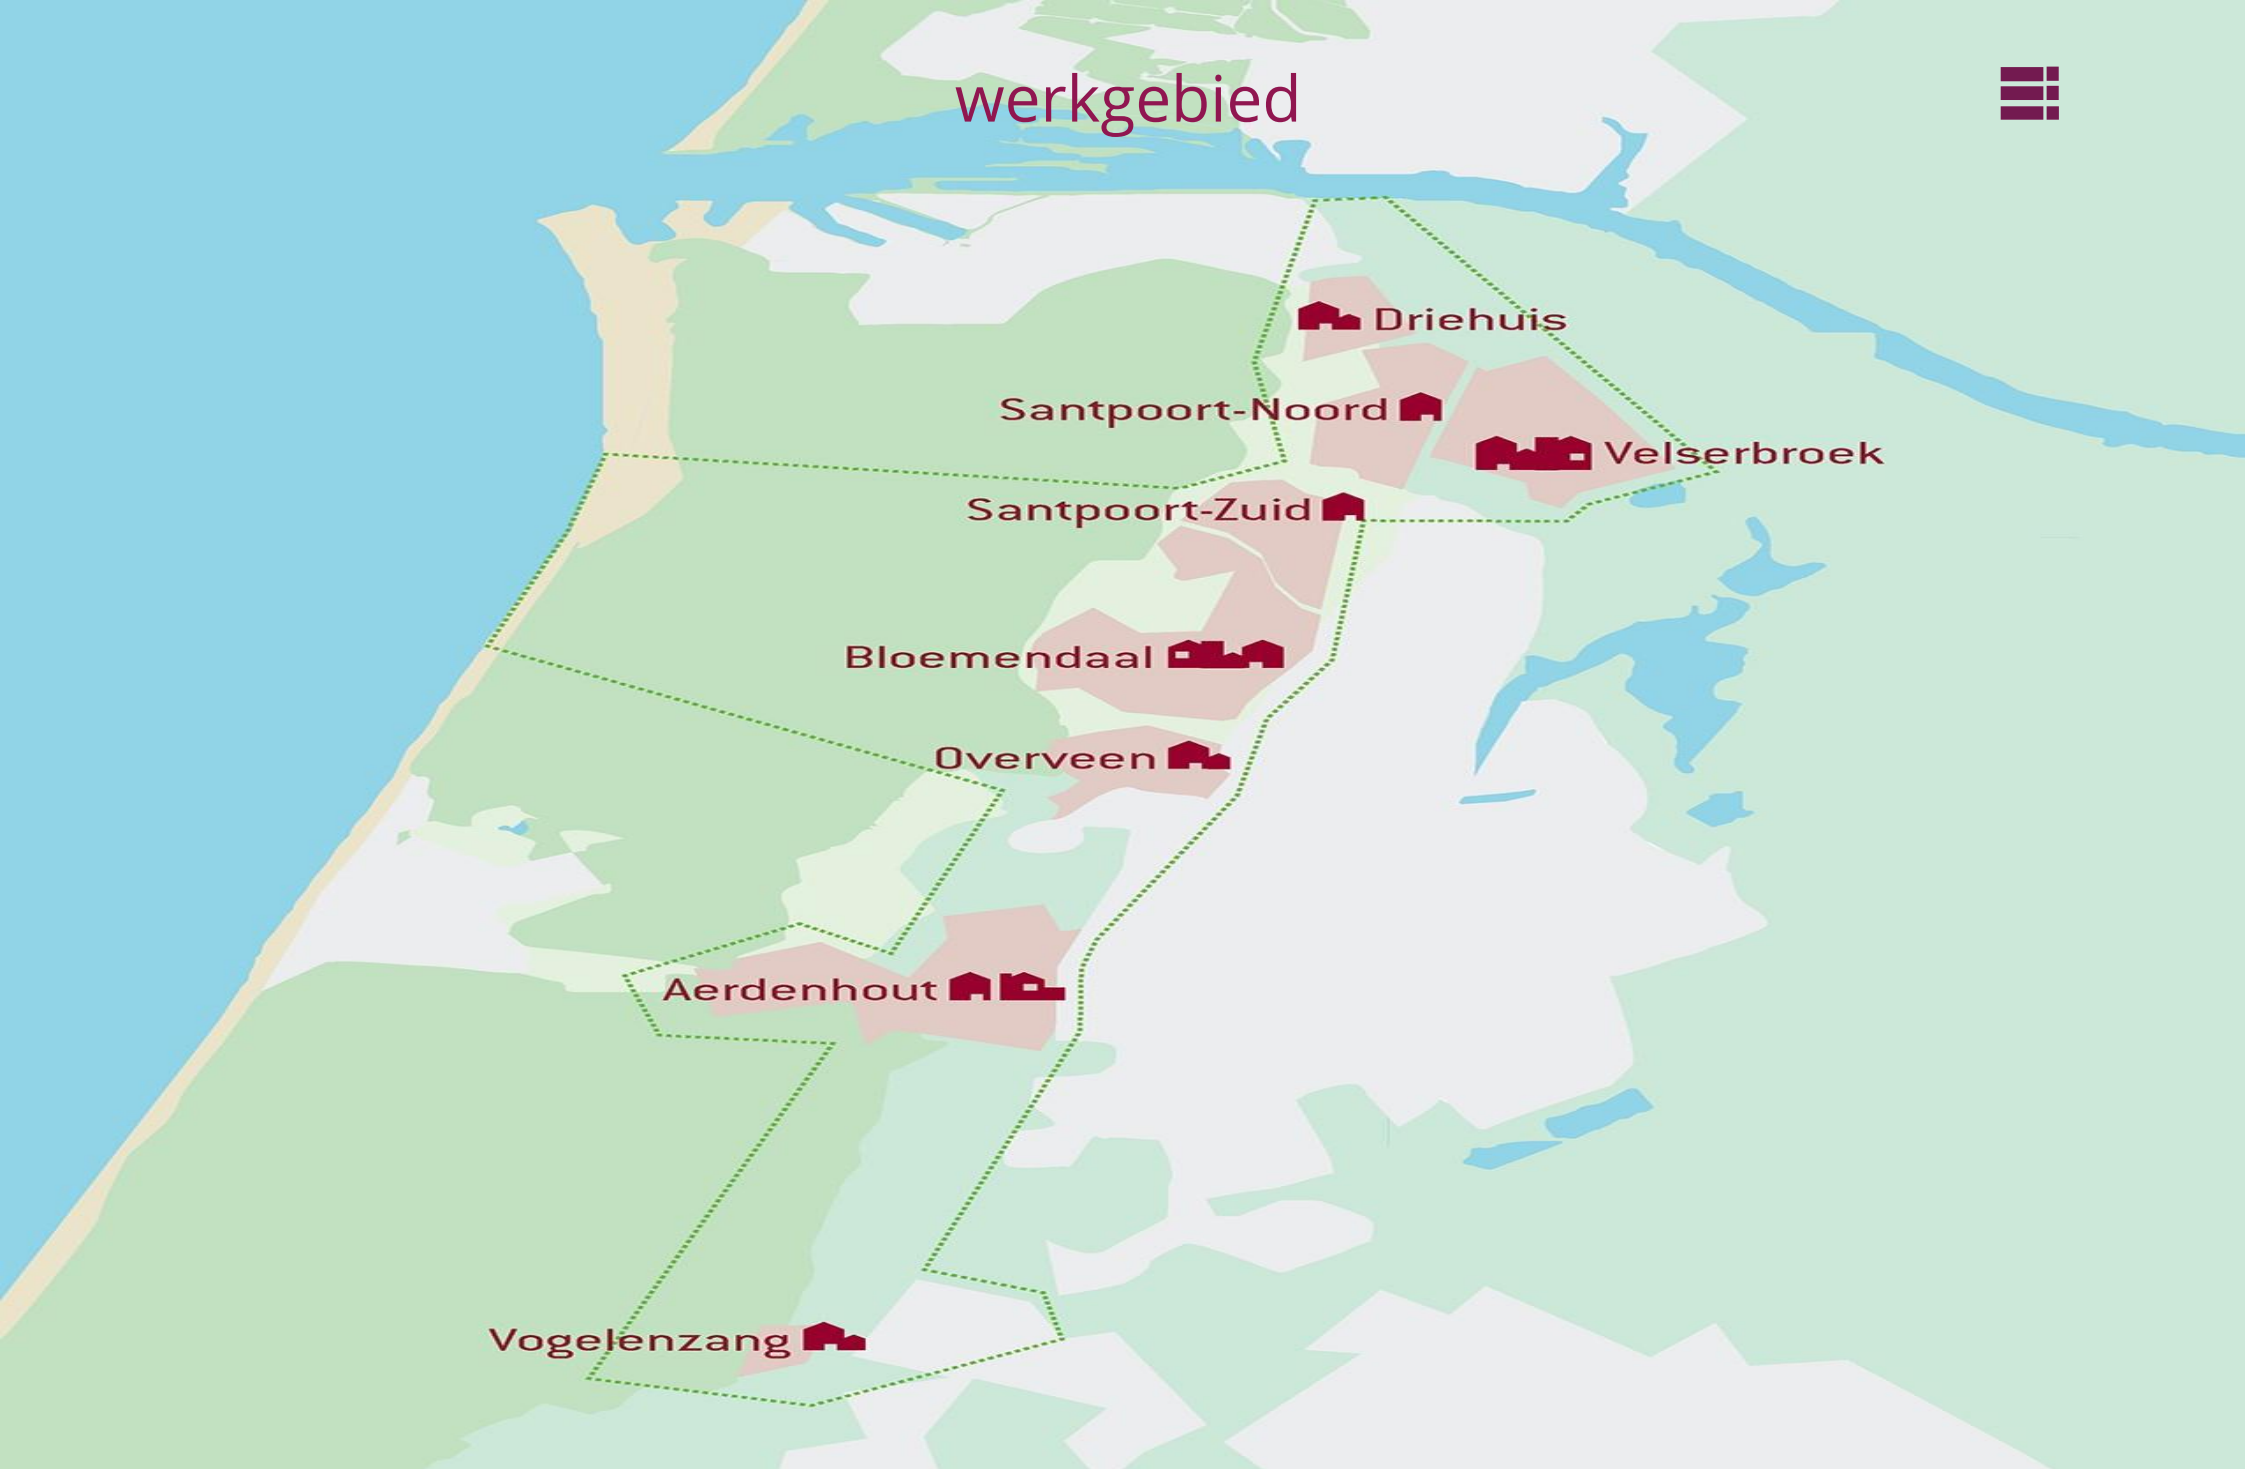 werkgebied
Driehuis
Santpoort-Noord
Velserbroek
Santpoort-Zuid
Bloemendaal
Overveen
Aerdenhout
Vogelenzang